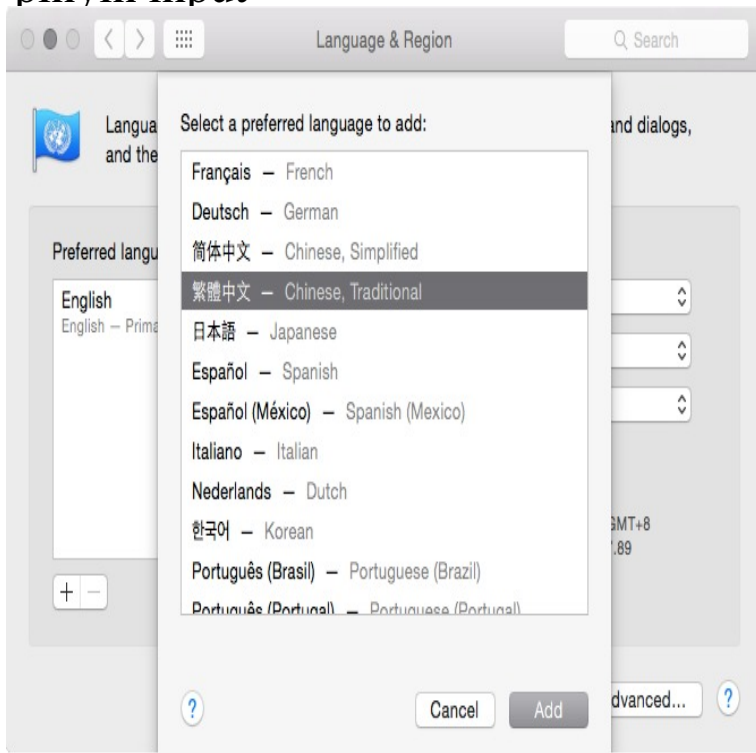 Language & Region
Search
Langua
and the
and dialogs,
Select a preferred language to add:
Français — French
Deutsch — German
简体中文 — Chinese, Simplified
繁體中文 — Chinese, Traditional
日本語 — Japanese
Español — Spanish
Español (México) — Spanish (Mexico)
Italiano — Italian
Nederlands — Dutch
한국어 — Korean
Português (Brasil) — Portuguese (Brazil)
Português (Portugal) — Portuguese (Portugal)
Preferred langu
English
English — Prima
+ −
GMT+8
.89
?
Cancel
Add
dvanced...
?